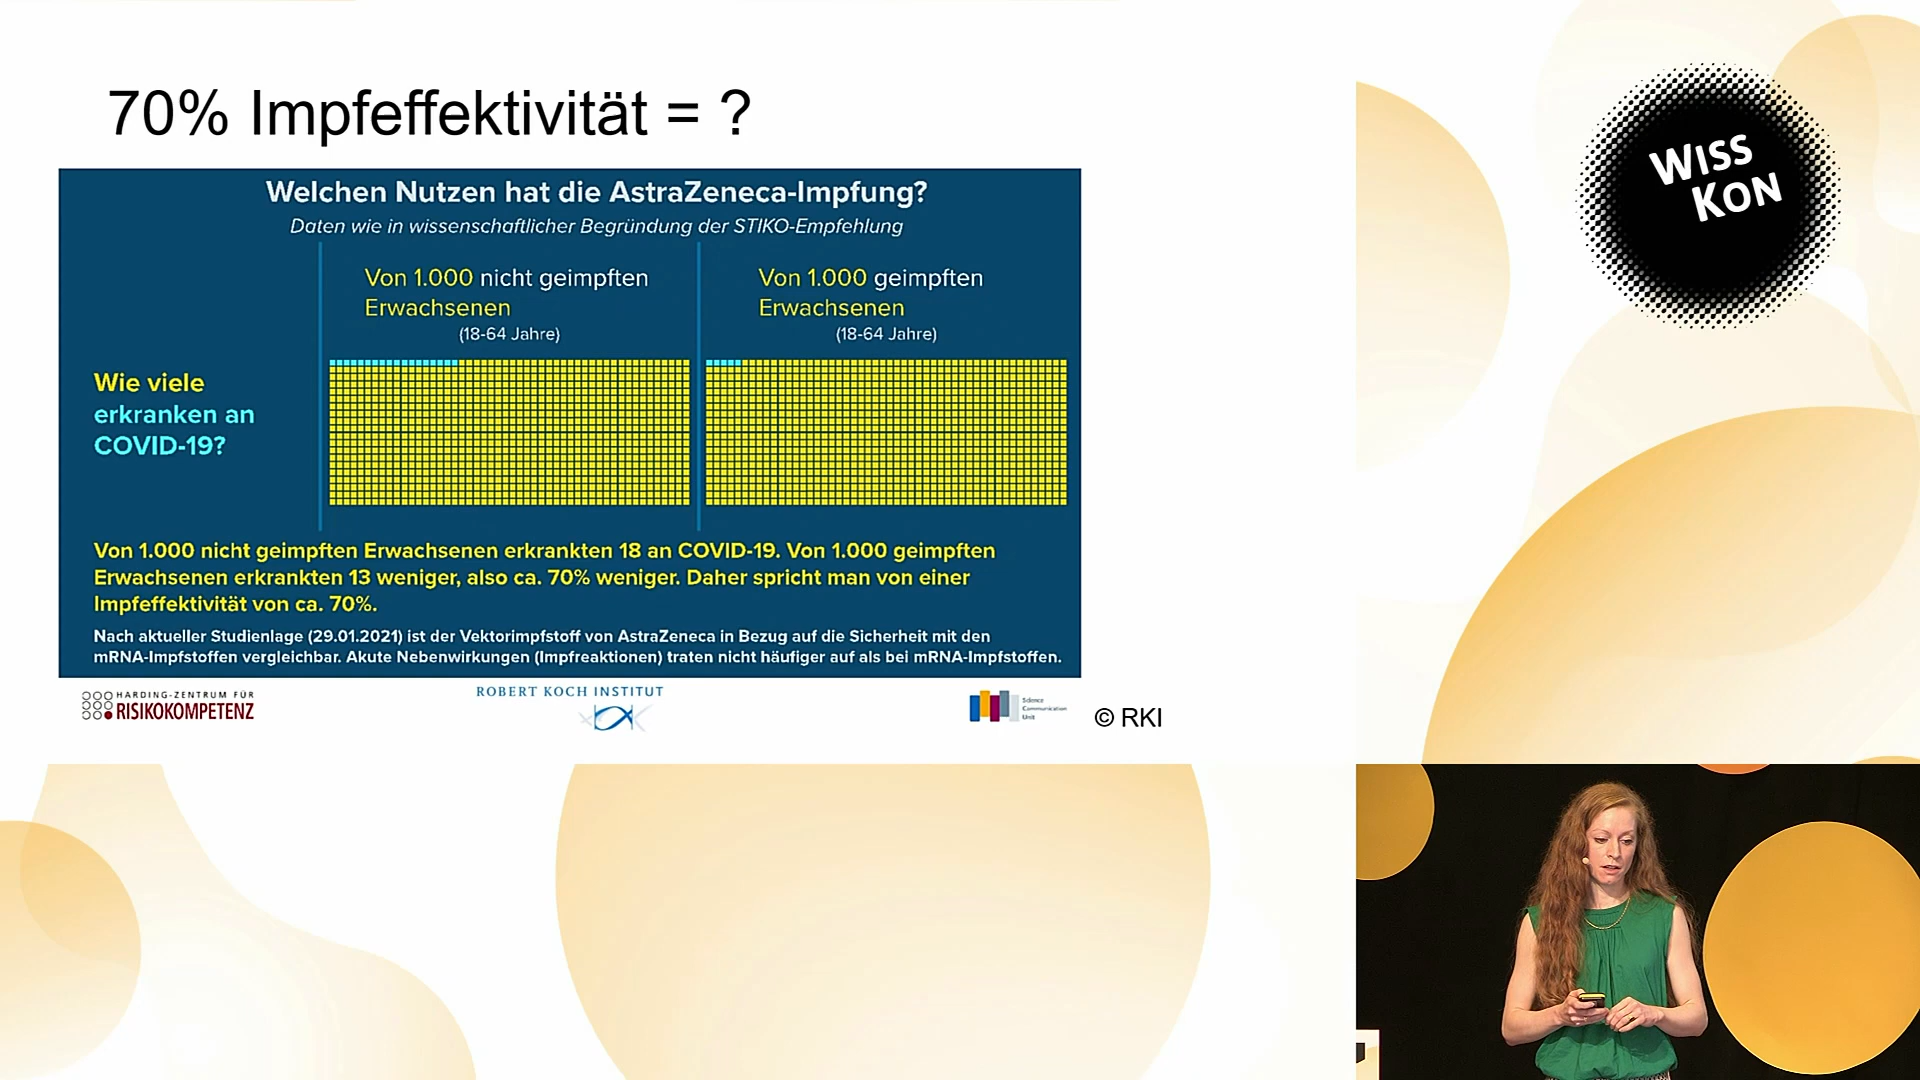 70% Impfeffektivität = ?
WISS
KON
Welchen Nutzen hat die AstraZeneca-Impfung?
Daten wie in wissenschaftlicher Begründung der STIKO-Empfehlung
Von 1.000 nicht geimpften
Erwachsenen
(18-64 Jahre)
Von 1.000 geimpften
Erwachsenen
(18-64 Jahre)
Wie viele
erkranken an
COVID-19?
Von 1.000 nicht geimpften Erwachsenen erkrankten 18 an COVID-19. Von 1.000 geimpften
Erwachsenen erkrankten 13 weniger, also ca. 70% weniger. Daher spricht man von einer
Impfeffektivität von ca. 70%.
Nach aktueller Studienlage (29.01.2021) ist der Vektorimpfstoff von AstraZeneca in Bezug auf die Sicherheit mit den
mRNA-Impfstoffen vergleichbar. Akute Nebenwirkungen (Impfreaktionen) traten nicht häufiger auf als bei mRNA-Impfstoffen.
HARDING-ZENTRUM FÜR
RISIKOKOMPETENZ
ROBERT KOCH INSTITUT
Science
Communication
Unit
© RKI